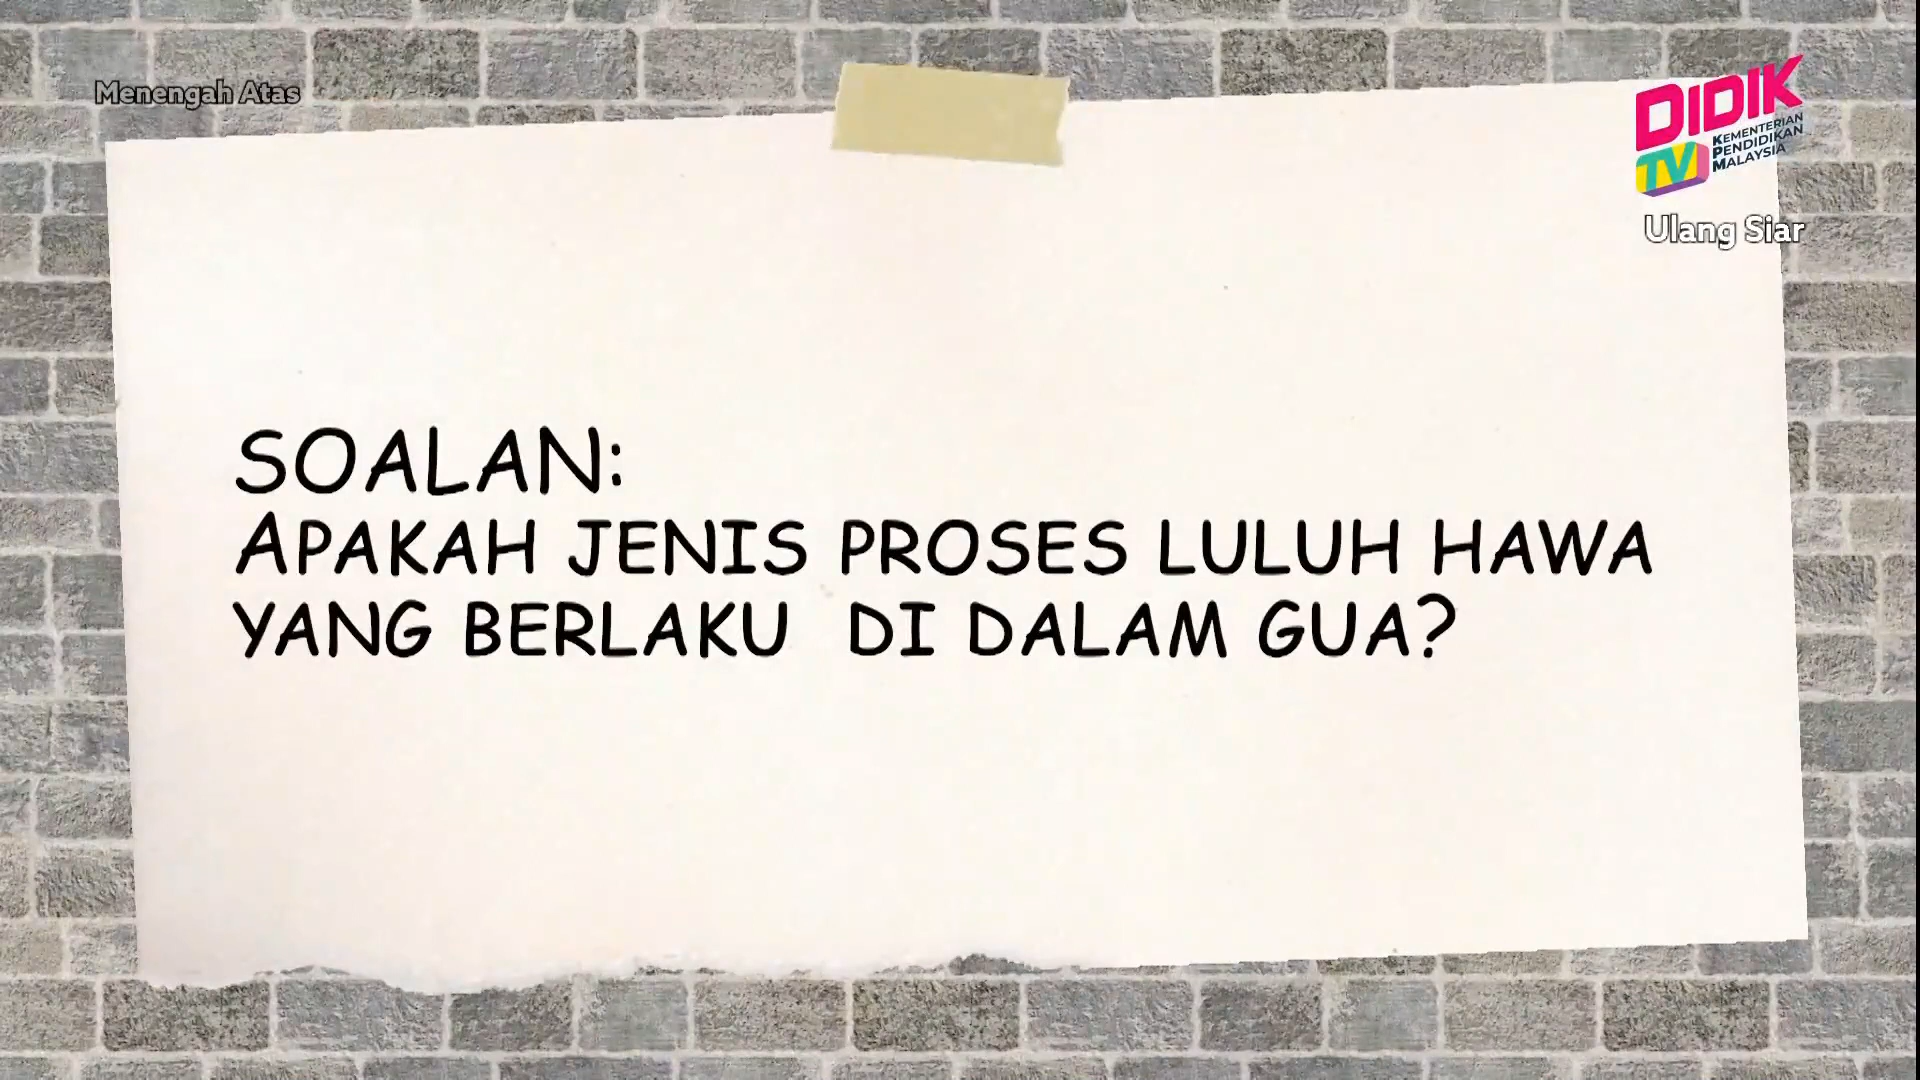 Menengah Atas
DIDIK
TV
KEMENTERIAN
PENDIDIKAN
MALAYSIA
Ulang Siar
SOALAN:
APAKAH JENIS PROSES LULUH HAWA
YANG BERLAKU DI DALAM GUA?